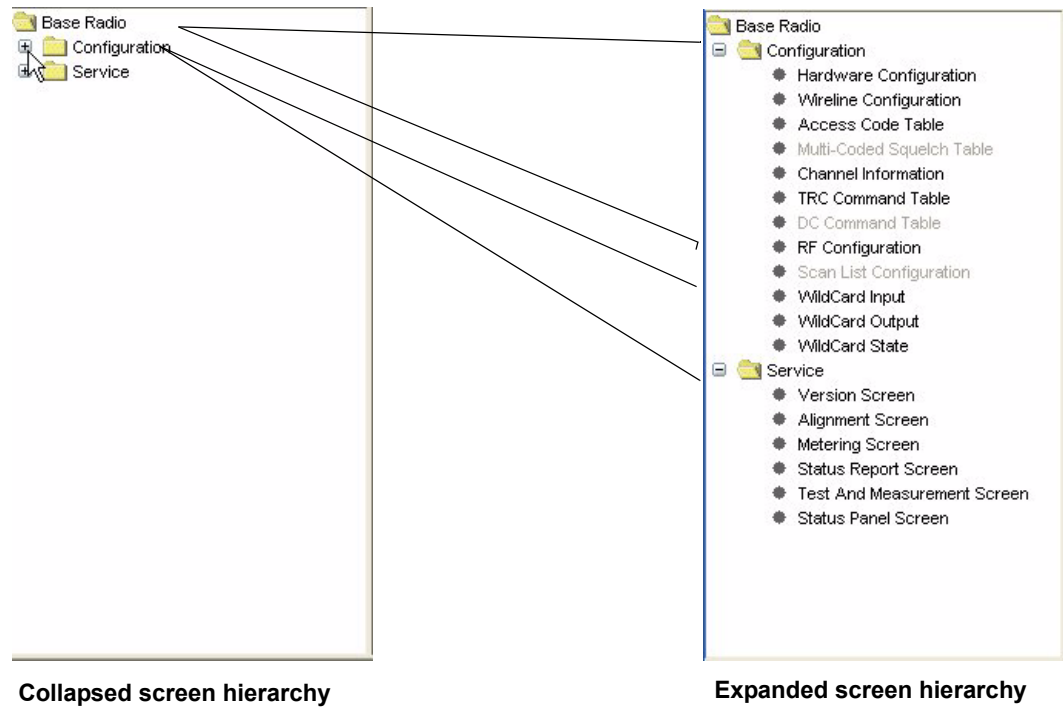 Base Radio
Configuration
Service
Collapsed screen hierarchy
Base Radio
Configuration
Hardware Configuration
Wireline Configuration
Access Code Table
Multi-Coded Squelch Table
Channel Information
TRC Command Table
DC Command Table
RF Configuration
Scan List Configuration
WildCard Input
WildCard Output
WildCard State
Service
Version Screen
Alignment Screen
Metering Screen
Status Report Screen
Test And Measurement Screen
Status Panel Screen
Expanded screen hierarchy